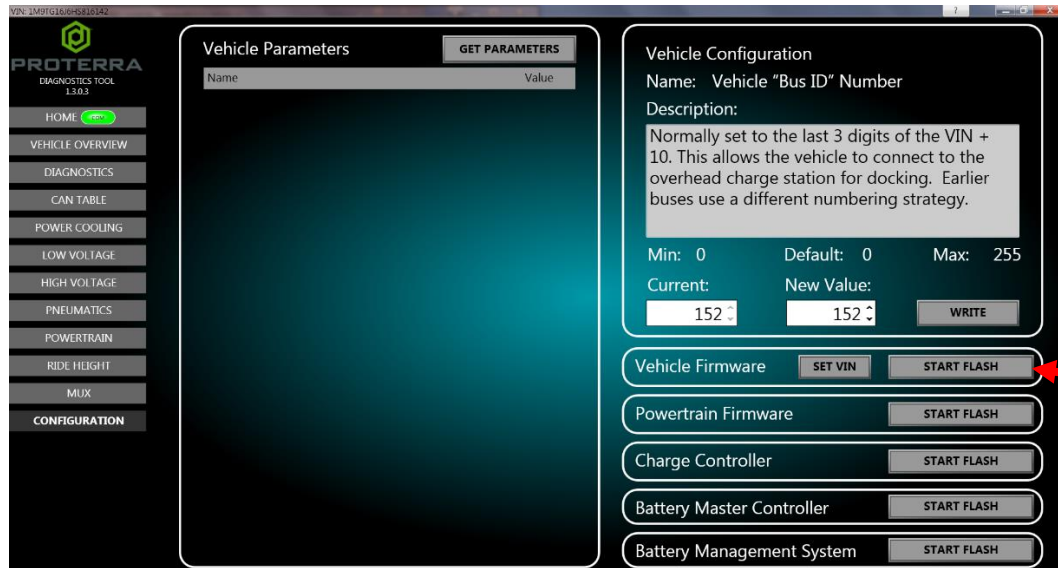 VIN: 1M9TG16J6HS816142
?
PROTERRA
DIAGNOSTICS TOOL
1.3.0.3
HOME
VEHICLE OVERVIEW
DIAGNOSTICS
CAN TABLE
POWER COOLING
LOW VOLTAGE
HIGH VOLTAGE
PNEUMATICS
POWERTRAIN
RIDE HEIGHT
MUX
CONFIGURATION
Vehicle Parameters GET PARAMETERS
Name Value
Vehicle Configuration
Name: Vehicle "Bus ID" Number
Description:
Normally set to the last 3 digits of the VIN +
10. This allows the vehicle to connect to the
overhead charge station for docking. Earlier
buses use a different numbering strategy.
Min: 0 Default: 0 Max: 255
Current: New Value:
152 152 WRITE
Vehicle Firmware SET VIN START FLASH
Powertrain Firmware START FLASH
Charge Controller START FLASH
Battery Master Controller START FLASH
Battery Management System START FLASH